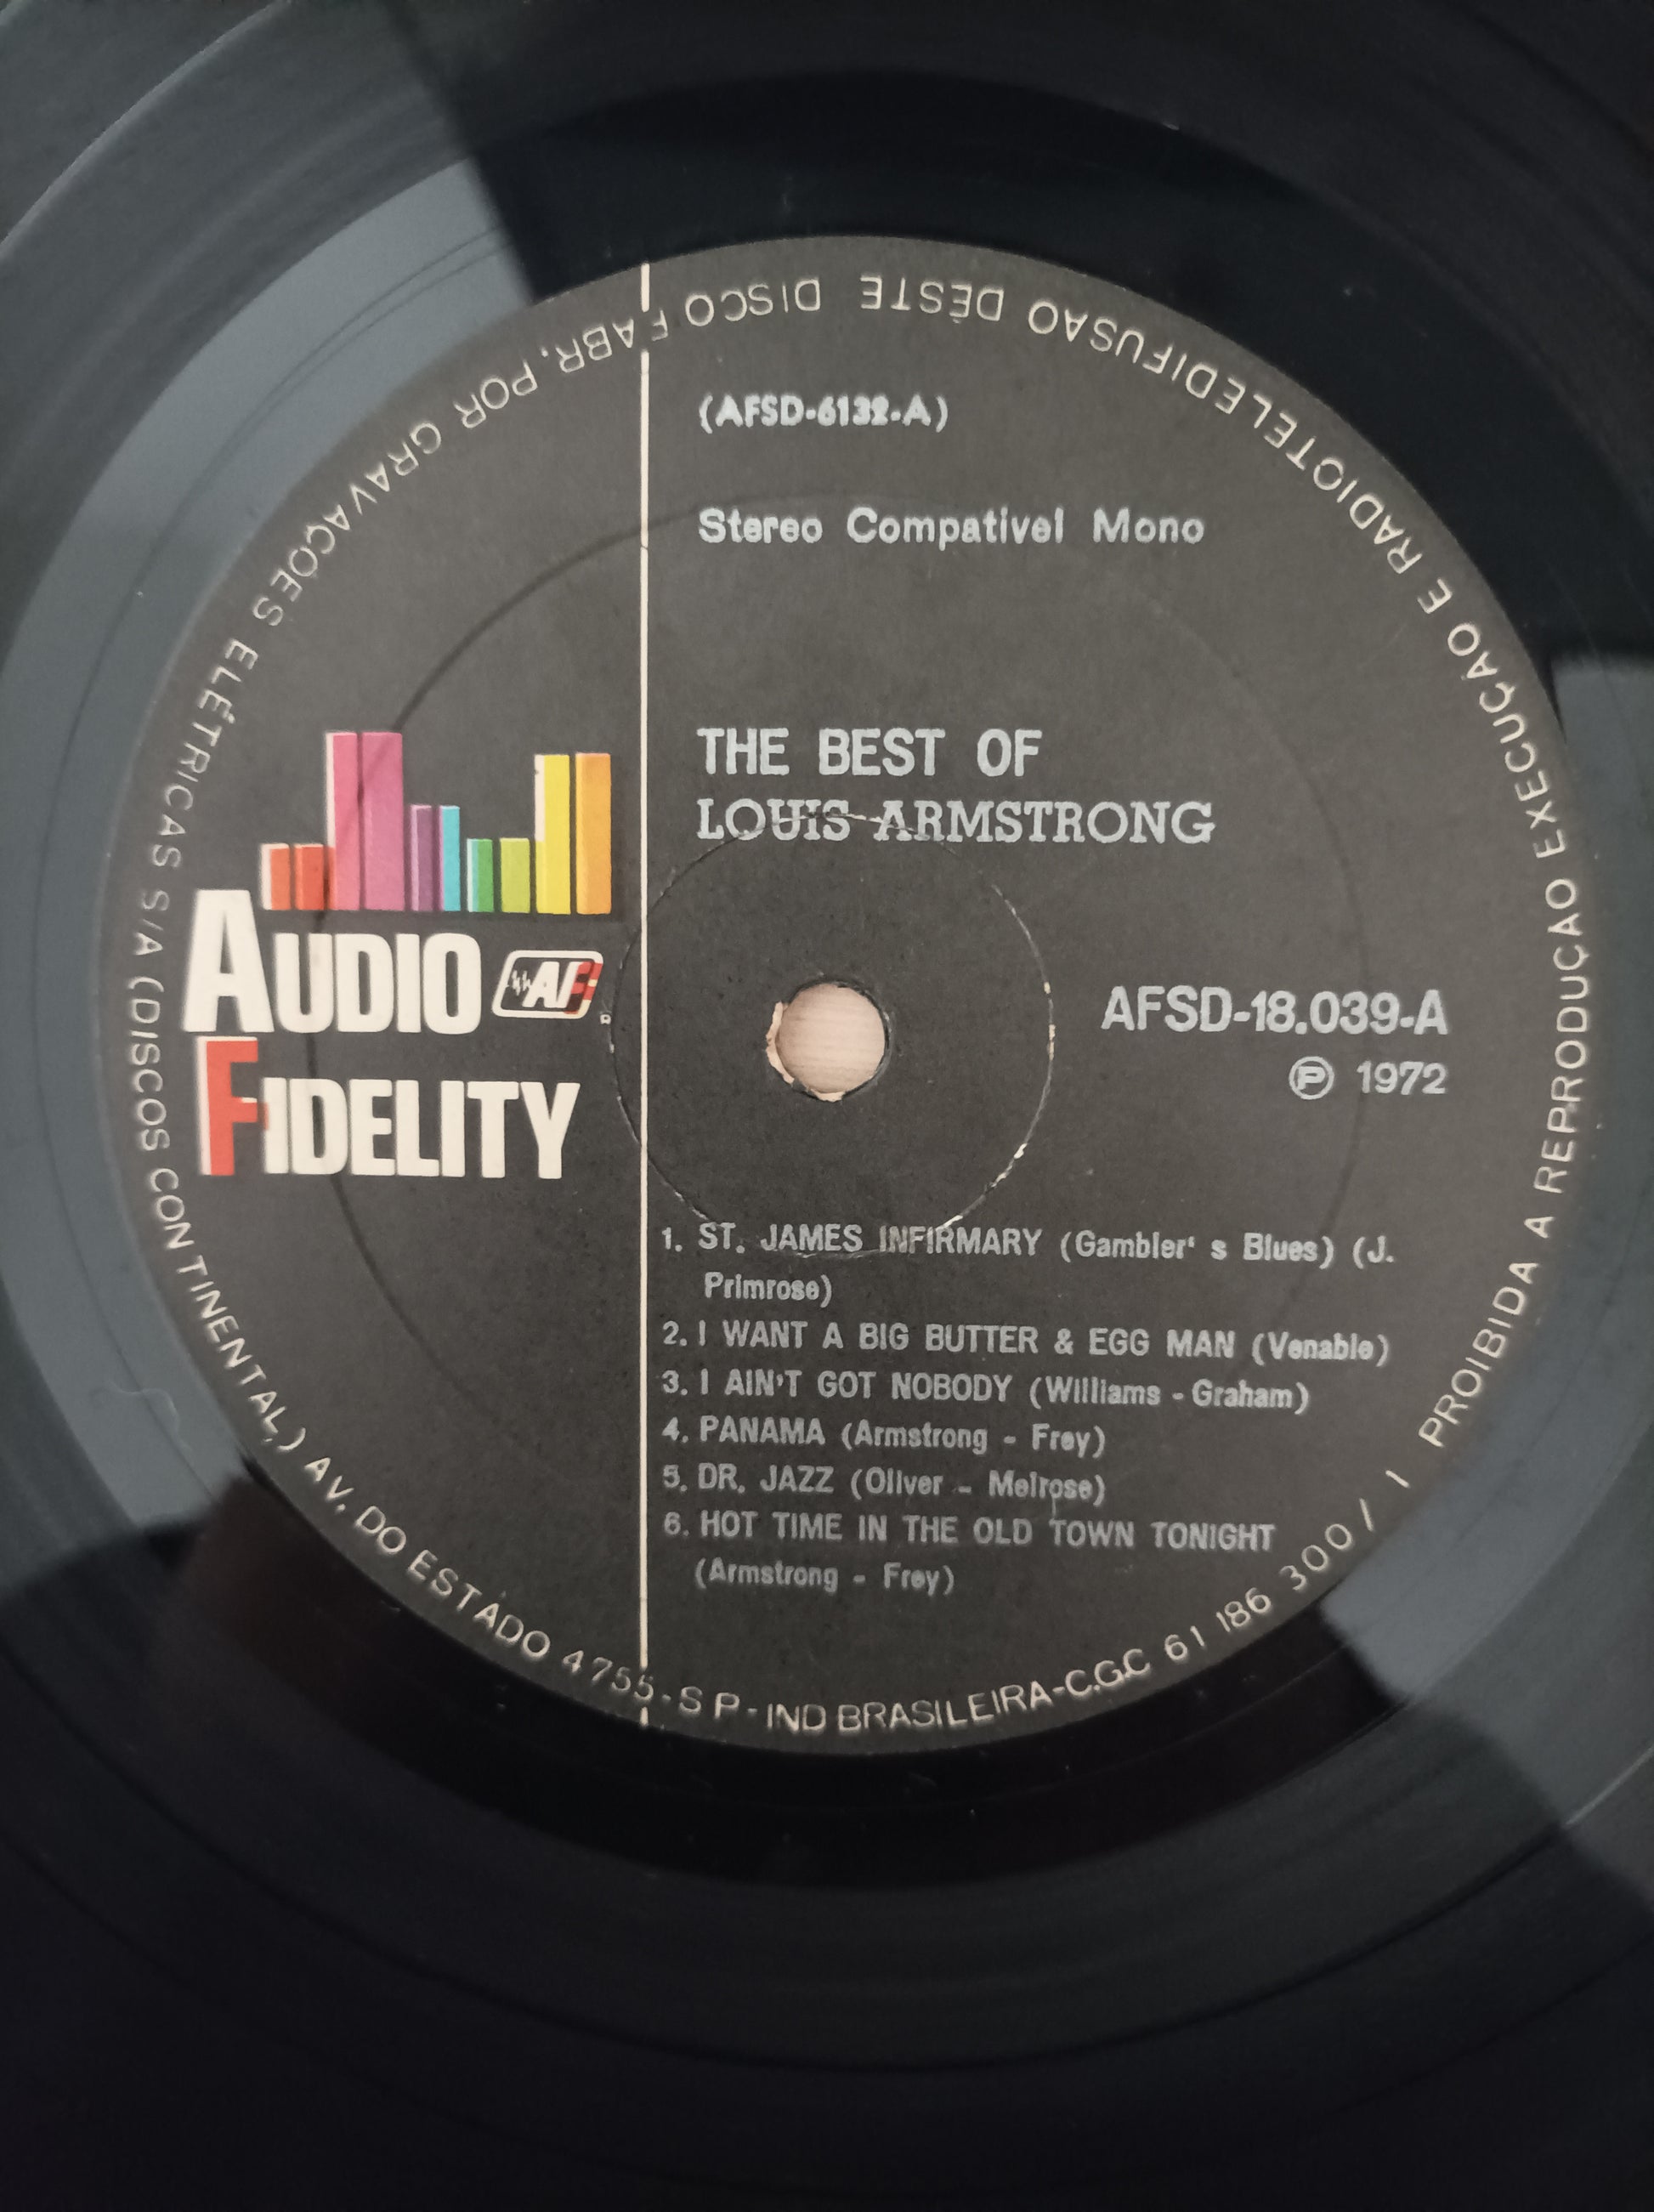 (AFSD-6132-A)
Stereo Compativel Mono
THE BEST OF
LOUIS ARMSTRONG
AUDIO AF
FIDELITY
AFSD-18.039-A
Ⓟ 1972
1. ST. JAMES INFIRMARY (Gambler' s Blues) (J.
Primrose)
2. I WANT A BIG BUTTER & EGG MAN (Venable)
3. I AIN'T GOT NOBODY (Williams - Graham)
4. PANAMA (Armstrong - Frey)
5. DR. JAZZ (Oliver - Melrose)
6. HOT TIME IN THE OLD TOWN TONIGHT
(Armstrong - Frey)
PROIBIDA A REPRODUÇÃO EXECUÇÃO E RADIOTELEDIFUSAO DÊSTE DISCO FABR. POR GRAVAÇÕES ELÉTRICAS S/A (DISCOS CONTINENTAL) AV. DO ESTADO 4755-S P-IND BRASILEIRA-C.G.C 61 186 300 / 1